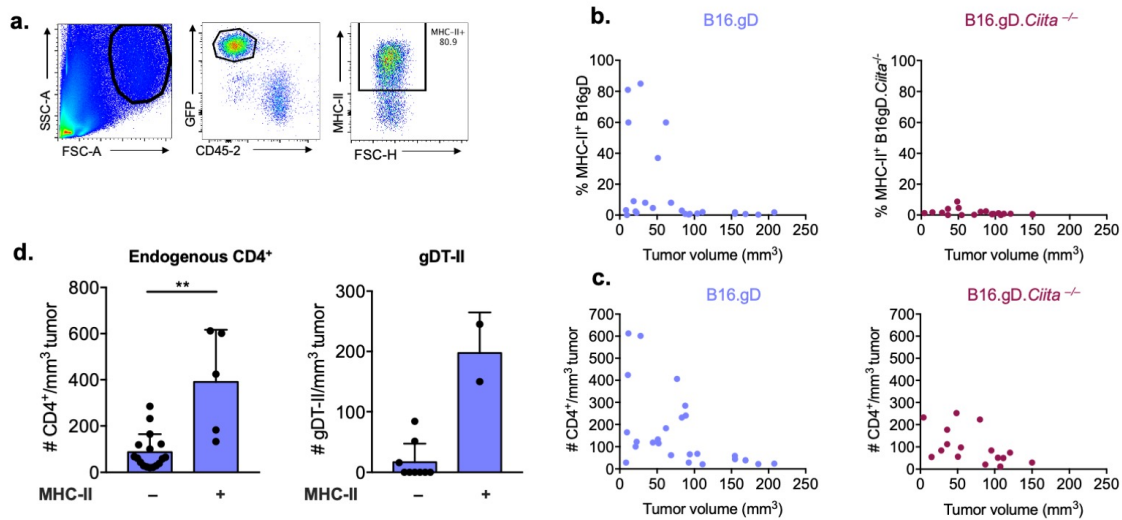 a.
SSC-A
FSC-A
GFP
CD45-2
MHC-II
FSC-H
MHC-II+
80.9
b.
B16.gD
% MHC-II⁺ B16gD
100
80
60
40
20
0
0 50 100 150 200 250
Tumor volume (mm³)
B16.gD.Ciita ⁻/⁻
% MHC-II⁺ B16gD.Ciita⁻/⁻
100
80
60
40
20
0
0 50 100 150 200 250
Tumor volume (mm³)
c.
B16.gD
# CD4⁺/mm³ tumor
700
600
500
400
300
200
100
0
0 50 100 150 200 250
Tumor volume (mm³)
B16.gD.Ciita ⁻/⁻
# CD4⁺/mm³ tumor
700
600
500
400
300
200
100
0
0 50 100 150 200 250
Tumor volume (mm³)
d.
Endogenous CD4⁺
# CD4⁺/mm³ tumor
800
600
400
200
0
**
MHC-II – +
gDT-II
# gDT-II/mm³ tumor
300
200
100
0
MHC-II – +